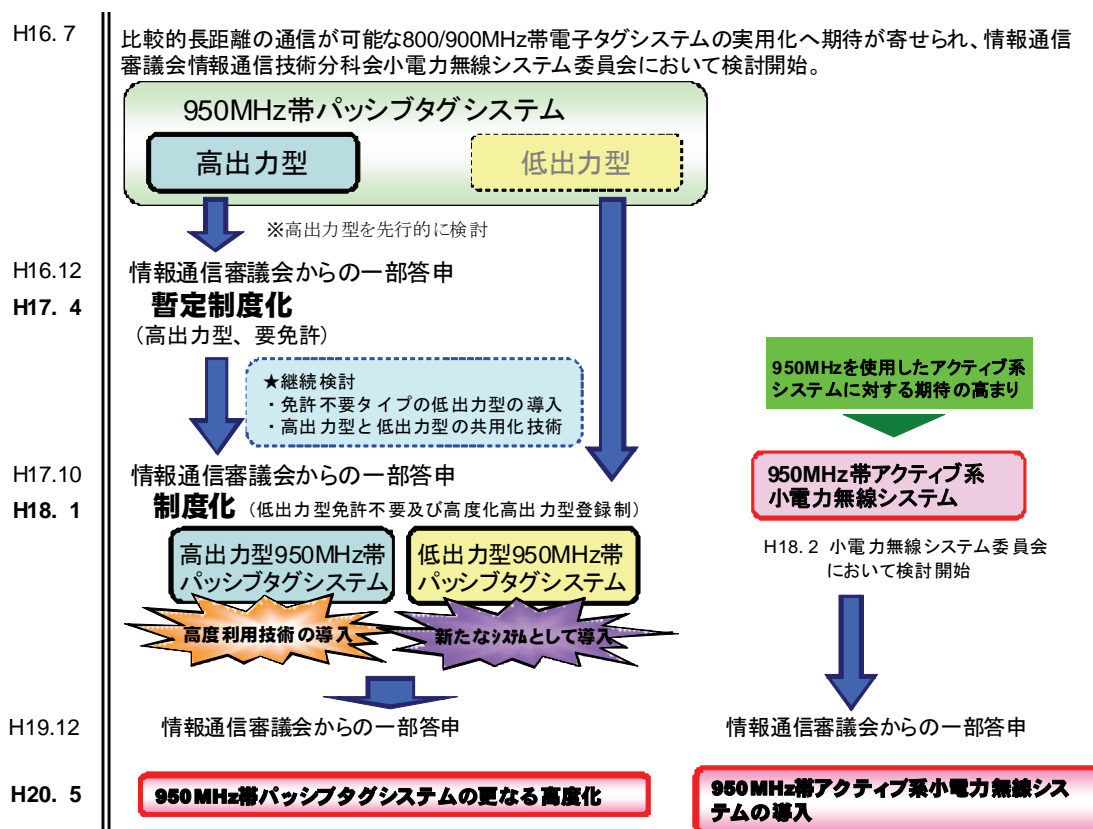 H16. 7
比較的長距離の通信が可能な800/900MHz帯電子タグシステムの実用化へ期待が寄せられ、情報通信
審議会情報通信技術分科会小電力無線システム委員会において検討開始。
950MHz帯パッシブタグシステム
高出力型
低出力型
※高出力型を先行的に検討
H16.12
情報通信審議会からの一部答申
H17. 4
暫定制度化
（高出力型、要免許）
★継続検討
・免許不要タイプの低出力型の導入
・高出力型と低出力型の共用化技術
950MHzを使用したアクティブ系
システムに対する期待の高まり
H17.10
情報通信審議会からの一部答申
950MHz帯アクティブ系
小電力無線システム
H18. 1
制度化（低出力型免許不要及び高度化高出力型登録制）
高出力型950MHz帯
パッシブタグシステム
低出力型950MHz帯
パッシブタグシステム
H18. 2 小電力無線システム委員会
において検討開始
高度利用技術の導入
新たなｼｽﾃﾑとして導入
H19.12
情報通信審議会からの一部答申
情報通信審議会からの一部答申
H20. 5
950MHz帯パッシブタグシステムの更なる高度化
950MHz帯アクティブ系小電力無線シス
テムの導入